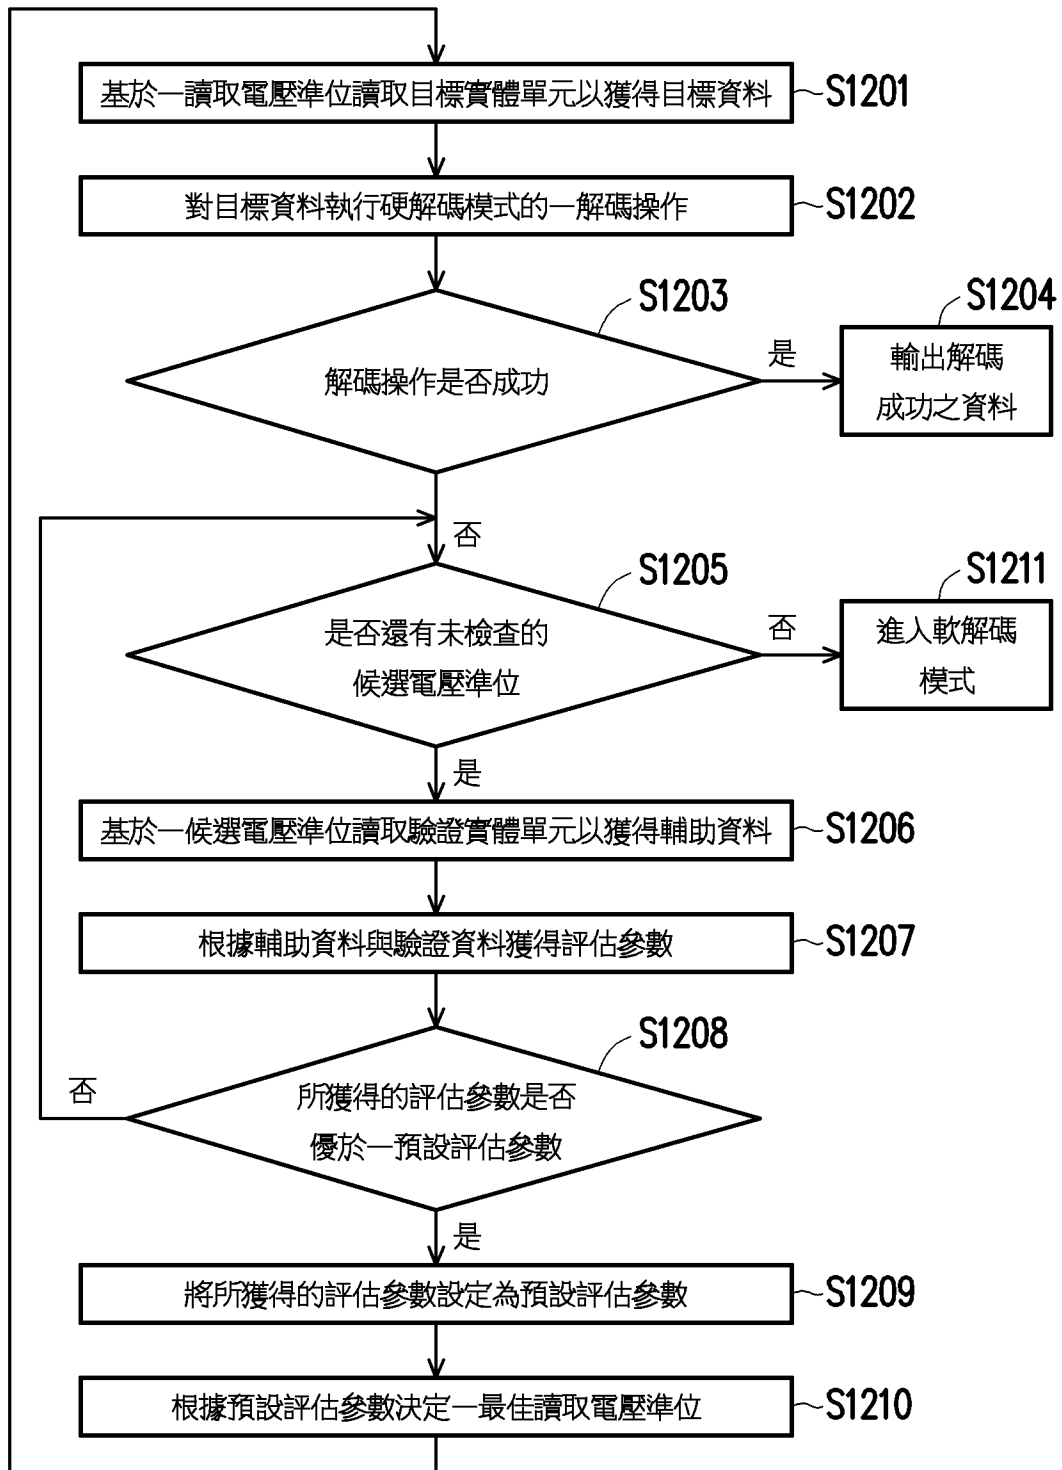 基於一讀取電壓準位讀取目標實體單元以獲得目標資料
S1201
對目標資料執行硬解碼模式的一解碼操作
S1202
S1203
解碼操作是否成功
是
S1204
輸出解碼
成功之資料
否
S1205
是否還有未檢查的
候選電壓準位
否
S1211
進入軟解碼
模式
是
基於一候選電壓準位讀取驗證實體單元以獲得輔助資料
S1206
根據輔助資料與驗證資料獲得評估參數
S1207
S1208
所獲得的評估參數是否
優於一預設評估參數
否
是
將所獲得的評估參數設定為預設評估參數
S1209
根據預設評估參數決定一最佳讀取電壓準位
S1210